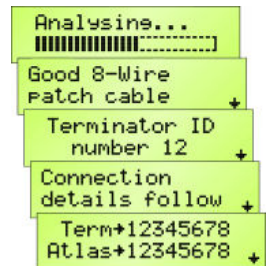 Analysing...
Good 8-Wire
patch cable
Terminator ID
number 12
Connection
details follow
Term→12345678
Atlas→12345678